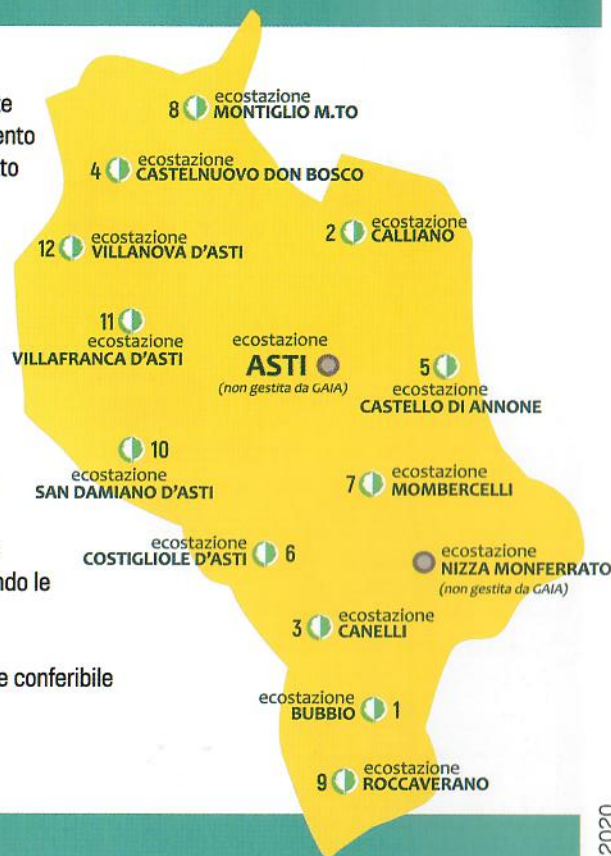 te
ento
to
ndo le
e conferibile
ecostazione
8 MONTIGLIO M.TO
ecostazione
4 CASTELNUOVO DON BOSCO
ecostazione
2 CALLIANO
ecostazione
12 VILLANOVA D'ASTI
11
ecostazione
VILLAFRANCA D'ASTI
ecostazione
ASTI
(non gestita da GAIA)
5
ecostazione
CASTELLO DI ANNONE
10
ecostazione
SAN DAMIANO D'ASTI
ecostazione
7 MOMBERCELLI
ecostazione
COSTIGLIOLE D'ASTI 6
ecostazione
NIZZA MONFERRATO
(non gestita da GAIA)
ecostazione
3 CANELLI
ecostazione
BUBBIO 1
ecostazione
9 ROCCAVERANO
2020